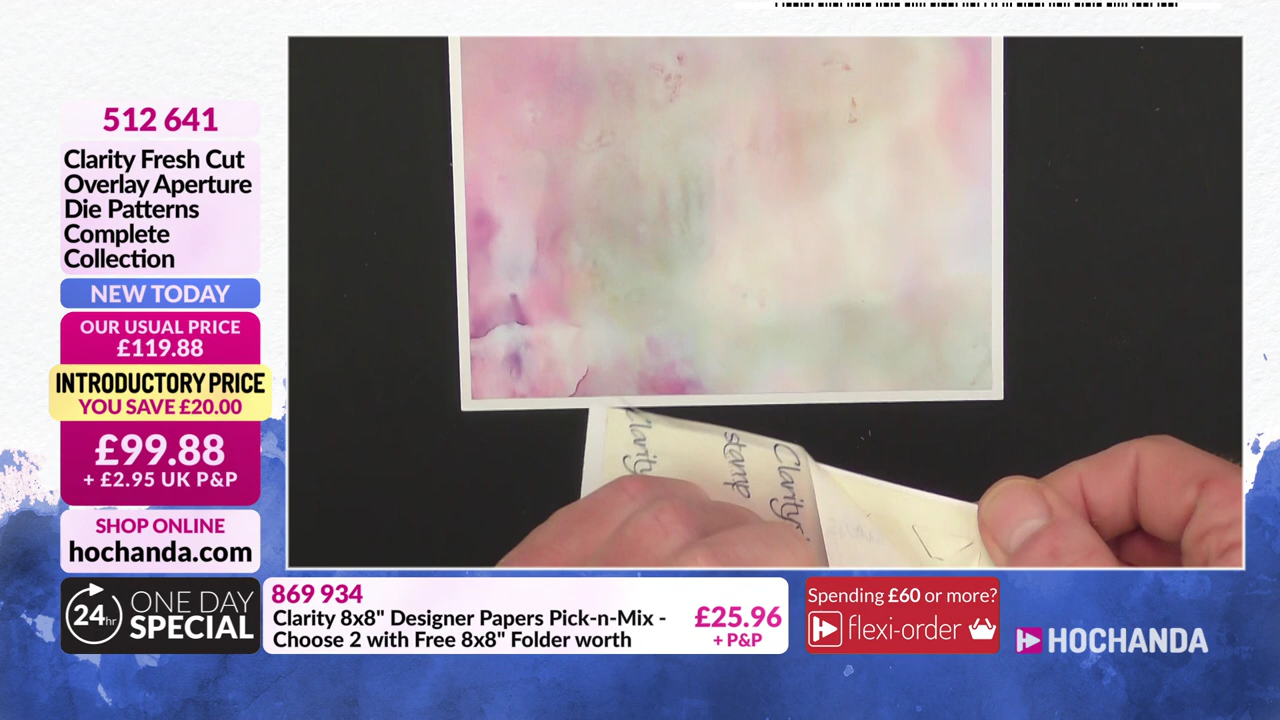 512 641
Clarity Fresh Cut
Overlay Aperture
Die Patterns
Complete
Collection
NEW TODAY
OUR USUAL PRICE
£119.88
INTRODUCTORY PRICE
YOU SAVE £20.00
£99.88
+ £2.95 UK P&P
SHOP ONLINE
hochanda.com
Clarity
stamp
Clarity
24hr
ONE DAY
SPECIAL
869 934
Clarity 8x8" Designer Papers Pick-n-Mix -
Choose 2 with Free 8x8" Folder worth
£25.96
+ P&P
Spending £60 or more?
flexi-order
HOCHANDA